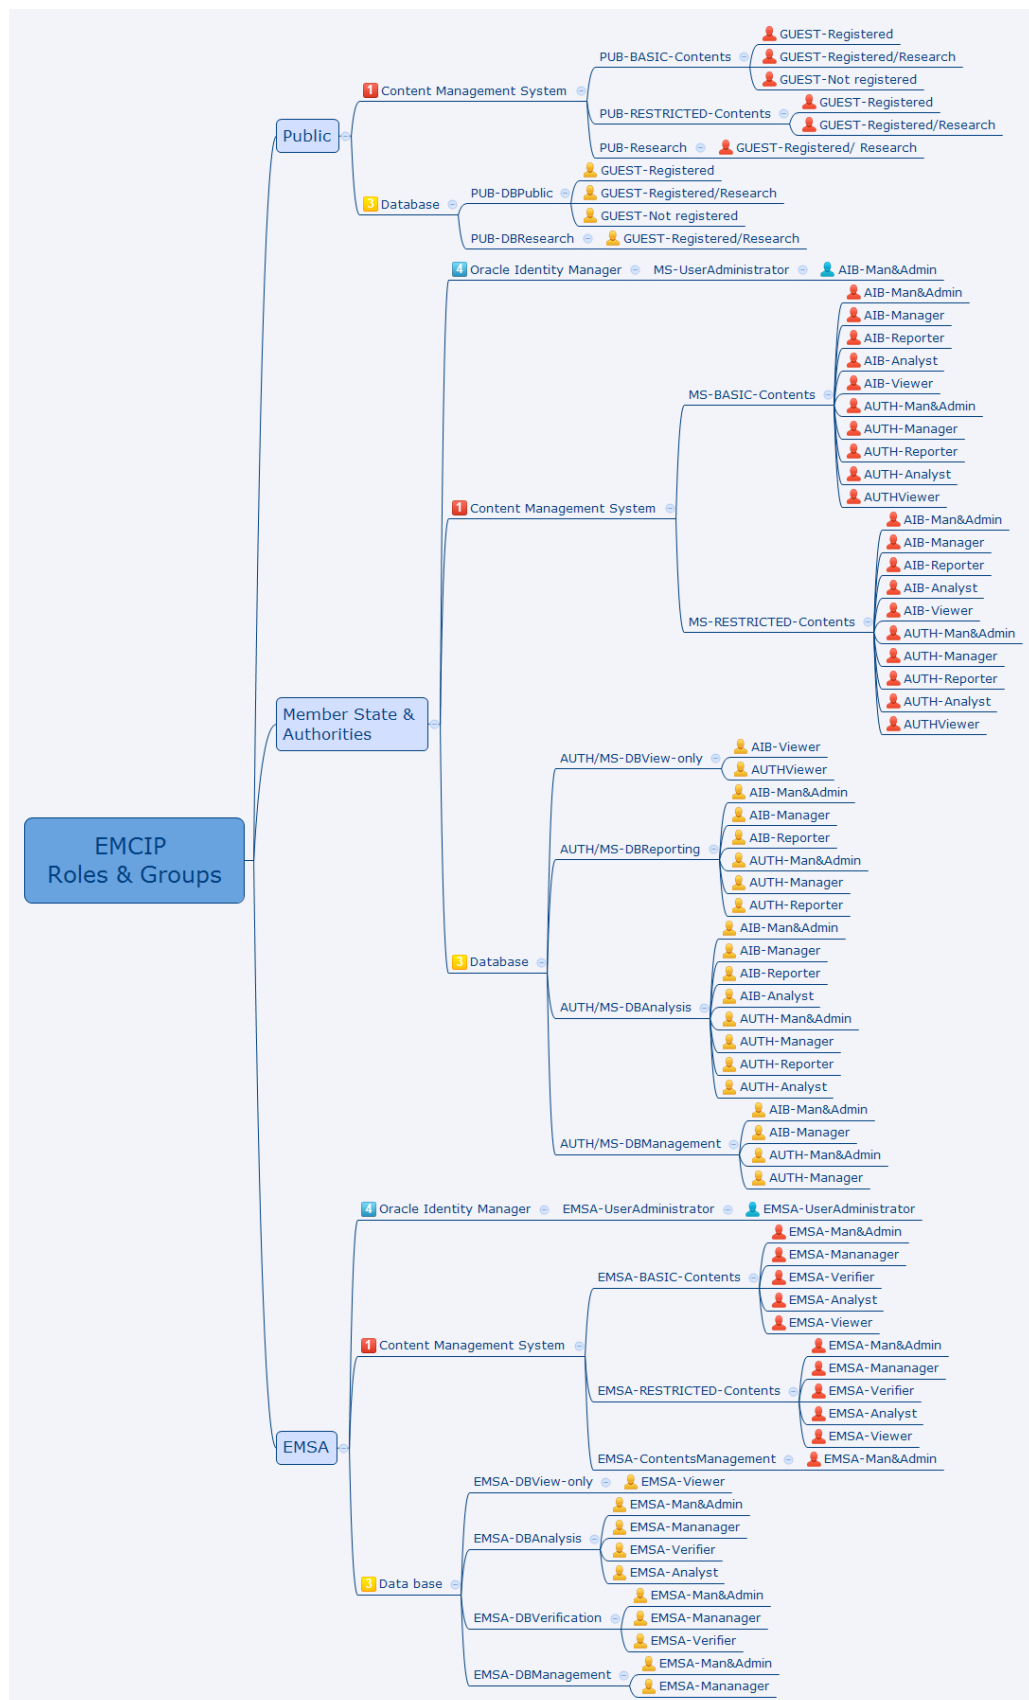 EMCIP
Roles & Groups
Public
1 Content Management System
PUB-BASIC-Contents
GUEST-Registered
GUEST-Registered/Research
GUEST-Not registered
PUB-RESTRICTED-Contents
GUEST-Registered
GUEST-Registered/Research
PUB-Research
GUEST-Registered/ Research
3 Database
PUB-DBPublic
GUEST-Registered
GUEST-Registered/Research
GUEST-Not registered
PUB-DBResearch
GUEST-Registered/Research
Member State &
Authorities
4 Oracle Identity Manager
MS-UserAdministrator
AIB-Man&Admin
1 Content Management System
MS-BASIC-Contents
AIB-Man&Admin
AIB-Manager
AIB-Reporter
AIB-Analyst
AIB-Viewer
AUTH-Man&Admin
AUTH-Manager
AUTH-Reporter
AUTH-Analyst
AUTHViewer
MS-RESTRICTED-Contents
AIB-Man&Admin
AIB-Manager
AIB-Reporter
AIB-Analyst
AIB-Viewer
AUTH-Man&Admin
AUTH-Manager
AUTH-Reporter
AUTH-Analyst
AUTHViewer
3 Database
AUTH/MS-DBView-only
AIB-Viewer
AUTHViewer
AUTH/MS-DBReporting
AIB-Man&Admin
AIB-Manager
AIB-Reporter
AUTH-Man&Admin
AUTH-Manager
AUTH-Reporter
AUTH/MS-DBAnalysis
AIB-Man&Admin
AIB-Manager
AIB-Reporter
AIB-Analyst
AUTH-Man&Admin
AUTH-Manager
AUTH-Reporter
AUTH-Analyst
AUTH/MS-DBManagement
AIB-Man&Admin
AIB-Manager
AUTH-Man&Admin
AUTH-Manager
EMSA
4 Oracle Identity Manager
EMSA-UserAdministrator
EMSA-UserAdministrator
1 Content Management System
EMSA-BASIC-Contents
EMSA-Man&Admin
EMSA-Mananager
EMSA-Verifier
EMSA-Analyst
EMSA-Viewer
EMSA-RESTRICTED-Contents
EMSA-Man&Admin
EMSA-Mananager
EMSA-Verifier
EMSA-Analyst
EMSA-Viewer
EMSA-ContentsManagement
EMSA-Man&Admin
3 Data base
EMSA-DBView-only
EMSA-Viewer
EMSA-DBAnalysis
EMSA-Man&Admin
EMSA-Mananager
EMSA-Verifier
EMSA-Analyst
EMSA-DBVerification
EMSA-Man&Admin
EMSA-Mananager
EMSA-Verifier
EMSA-DBManagement
EMSA-Man&Admin
EMSA-Mananager